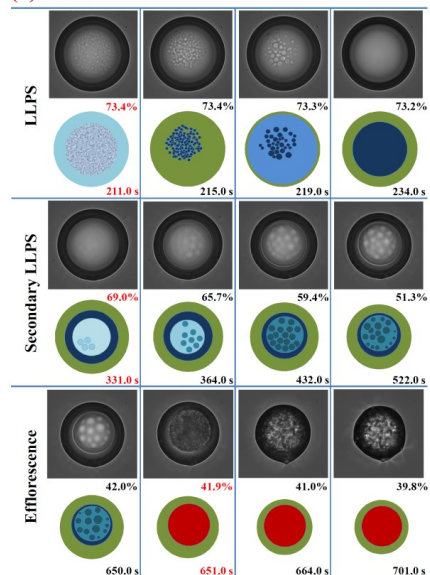 LLPS
73.4% 73.4% 73.3% 73.2%
211.0 s 215.0 s 219.0 s 234.0 s
Secondary LLPS
69.0% 65.7% 59.4% 51.3%
331.0 s 364.0 s 432.0 s 522.0 s
Efflorescence
42.0% 41.9% 41.0% 39.8%
650.0 s 651.0 s 664.0 s 701.0 s